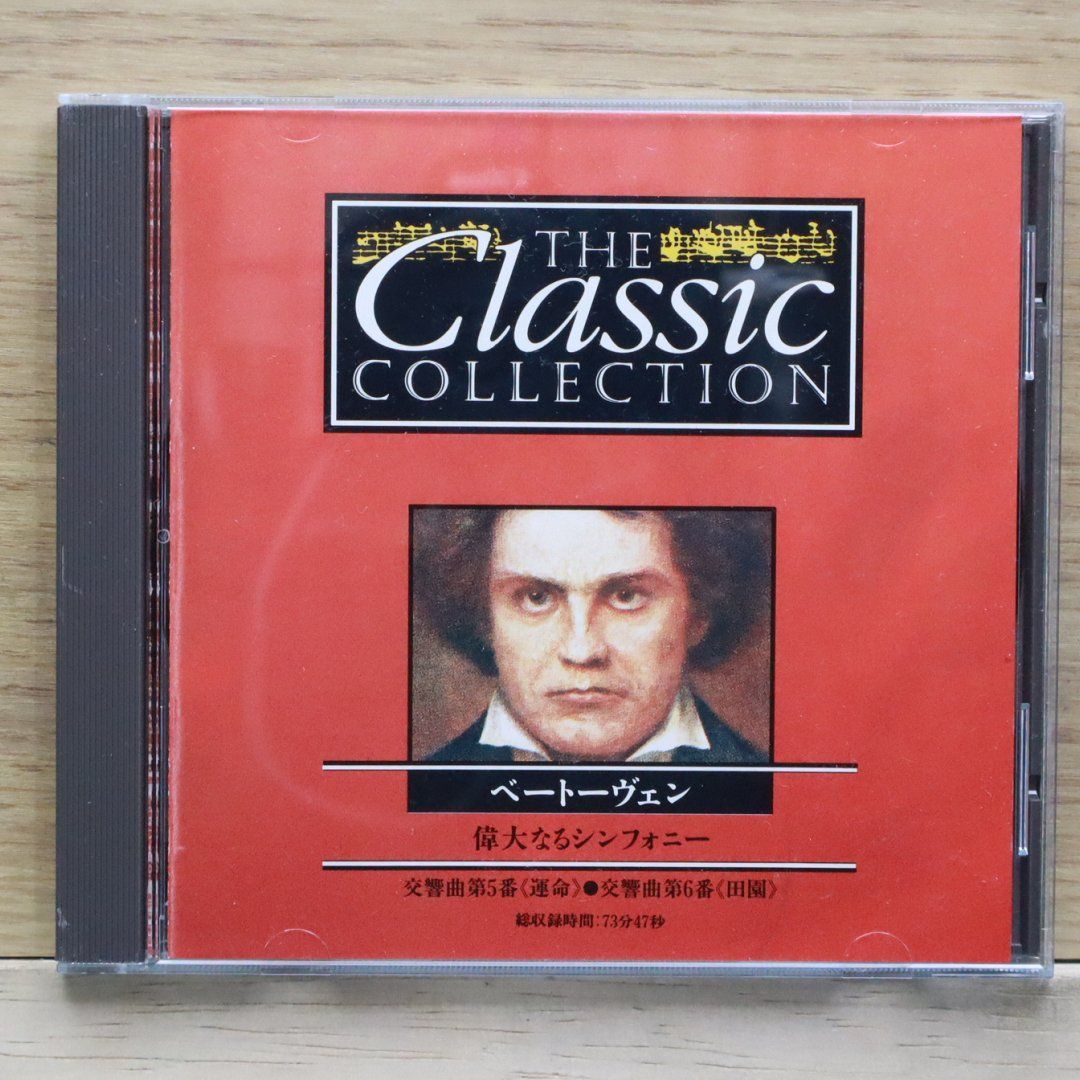 THE
Classic
COLLECTION
ベートーヴェン
偉大なるシンフォニー
交響曲第5番《運命》●交響曲第6番《田園》
総収録時間:73分47秒